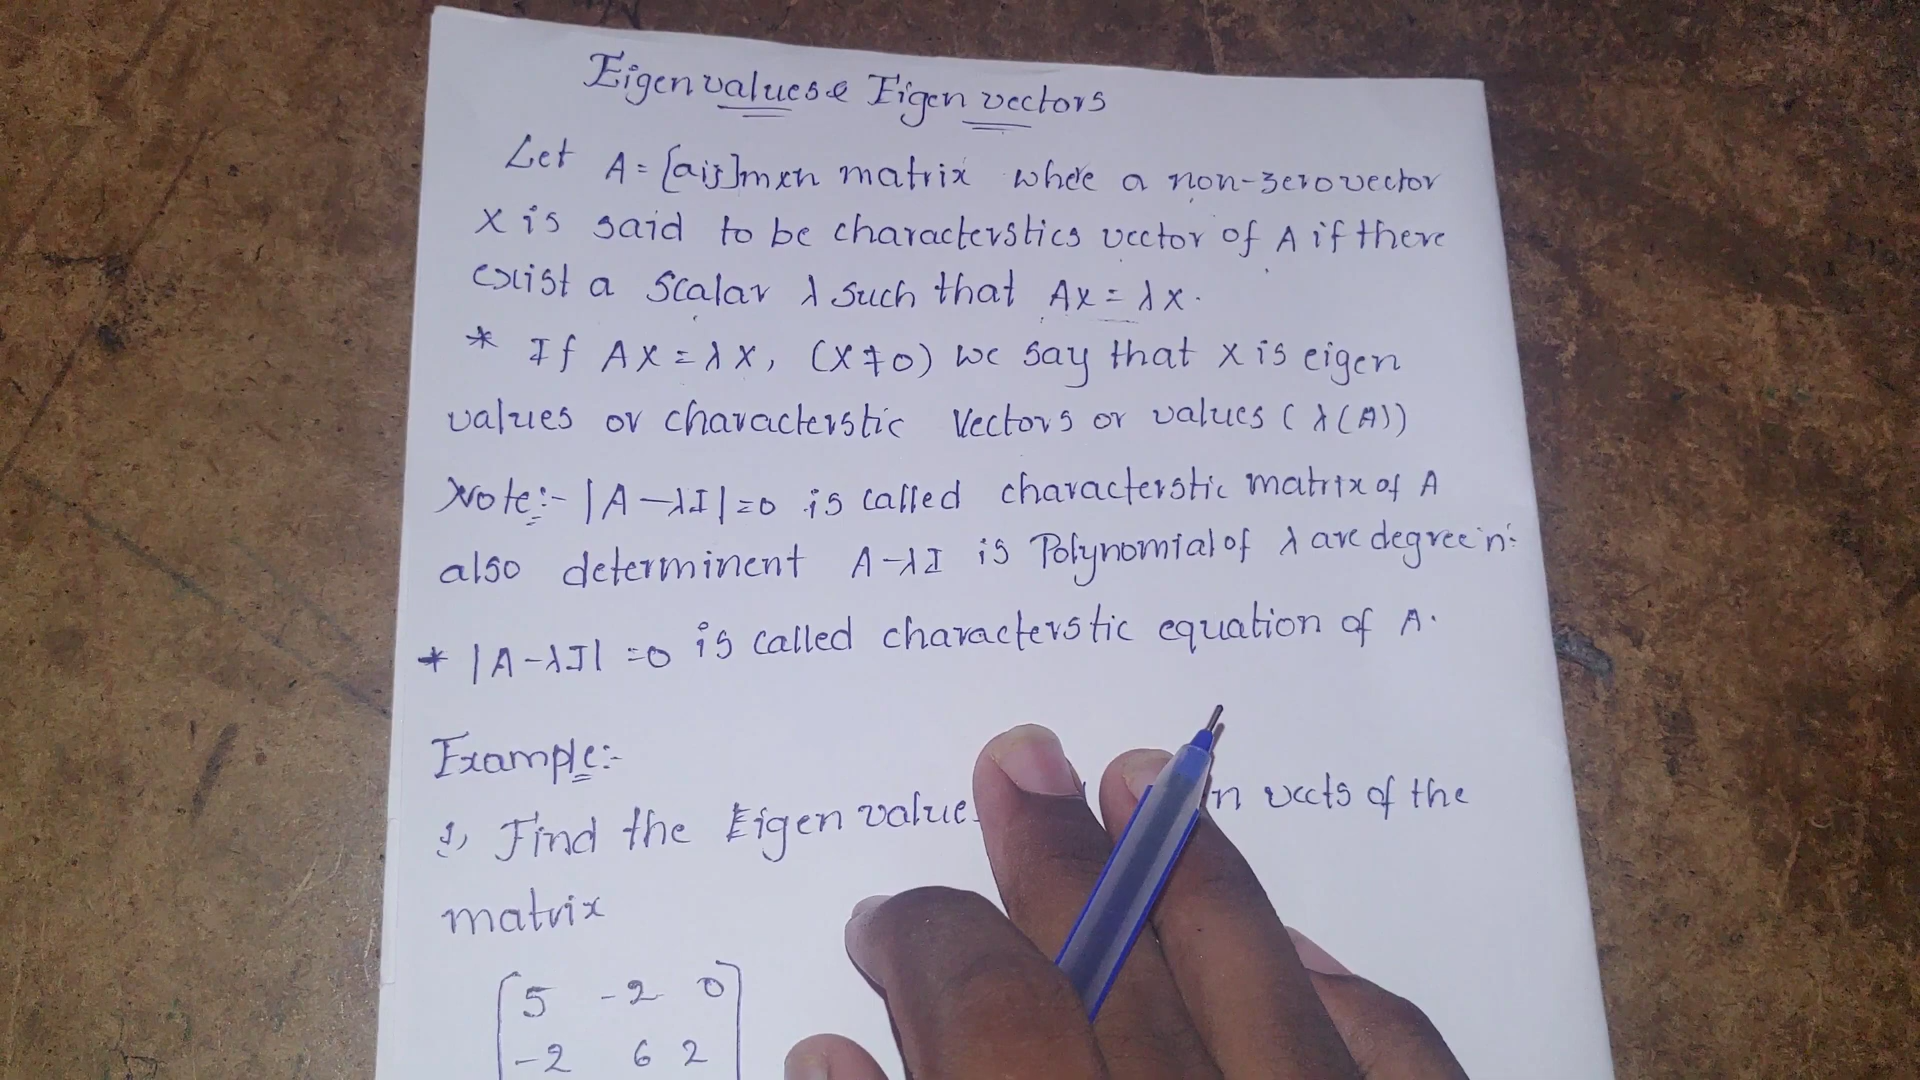 Eigen values & Eigen vectors
Let A = [aij]mxn matrix where a non-zero vector
X is said to be characterstics vector of A if there
exist a scalar λ such that AX = λX.
* If AX = λX, (X ≠ 0) we say that X is eigen
values or characterstic vectors or values (λ(A))
Note:- |A-λI| = 0 is called characterstic matrix of A
also determinent A-λI is Polynomial of λ are degree 'n'
* |A-λI| = 0 is called characterstic equation of A.
Example:-
1) Find the Eigen value n vects of the
matrix
5 -2 0
-2 6 2